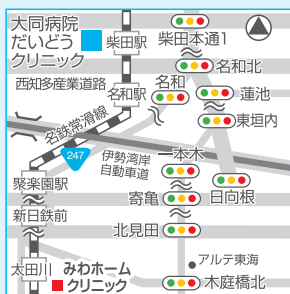 大同病院
だいどう
クリニック
柴田駅
柴田本通1
名和北
西知多産業道路
名和駅
名和
蓮池
東垣内
名鉄常滑線
247
伊勢湾岸
自動車道
一本木
聚楽園駅
寄亀
日向根
新日鉄前
北見田
太田川
アルテ東海
みわホーム
クリニック
木庭橋北